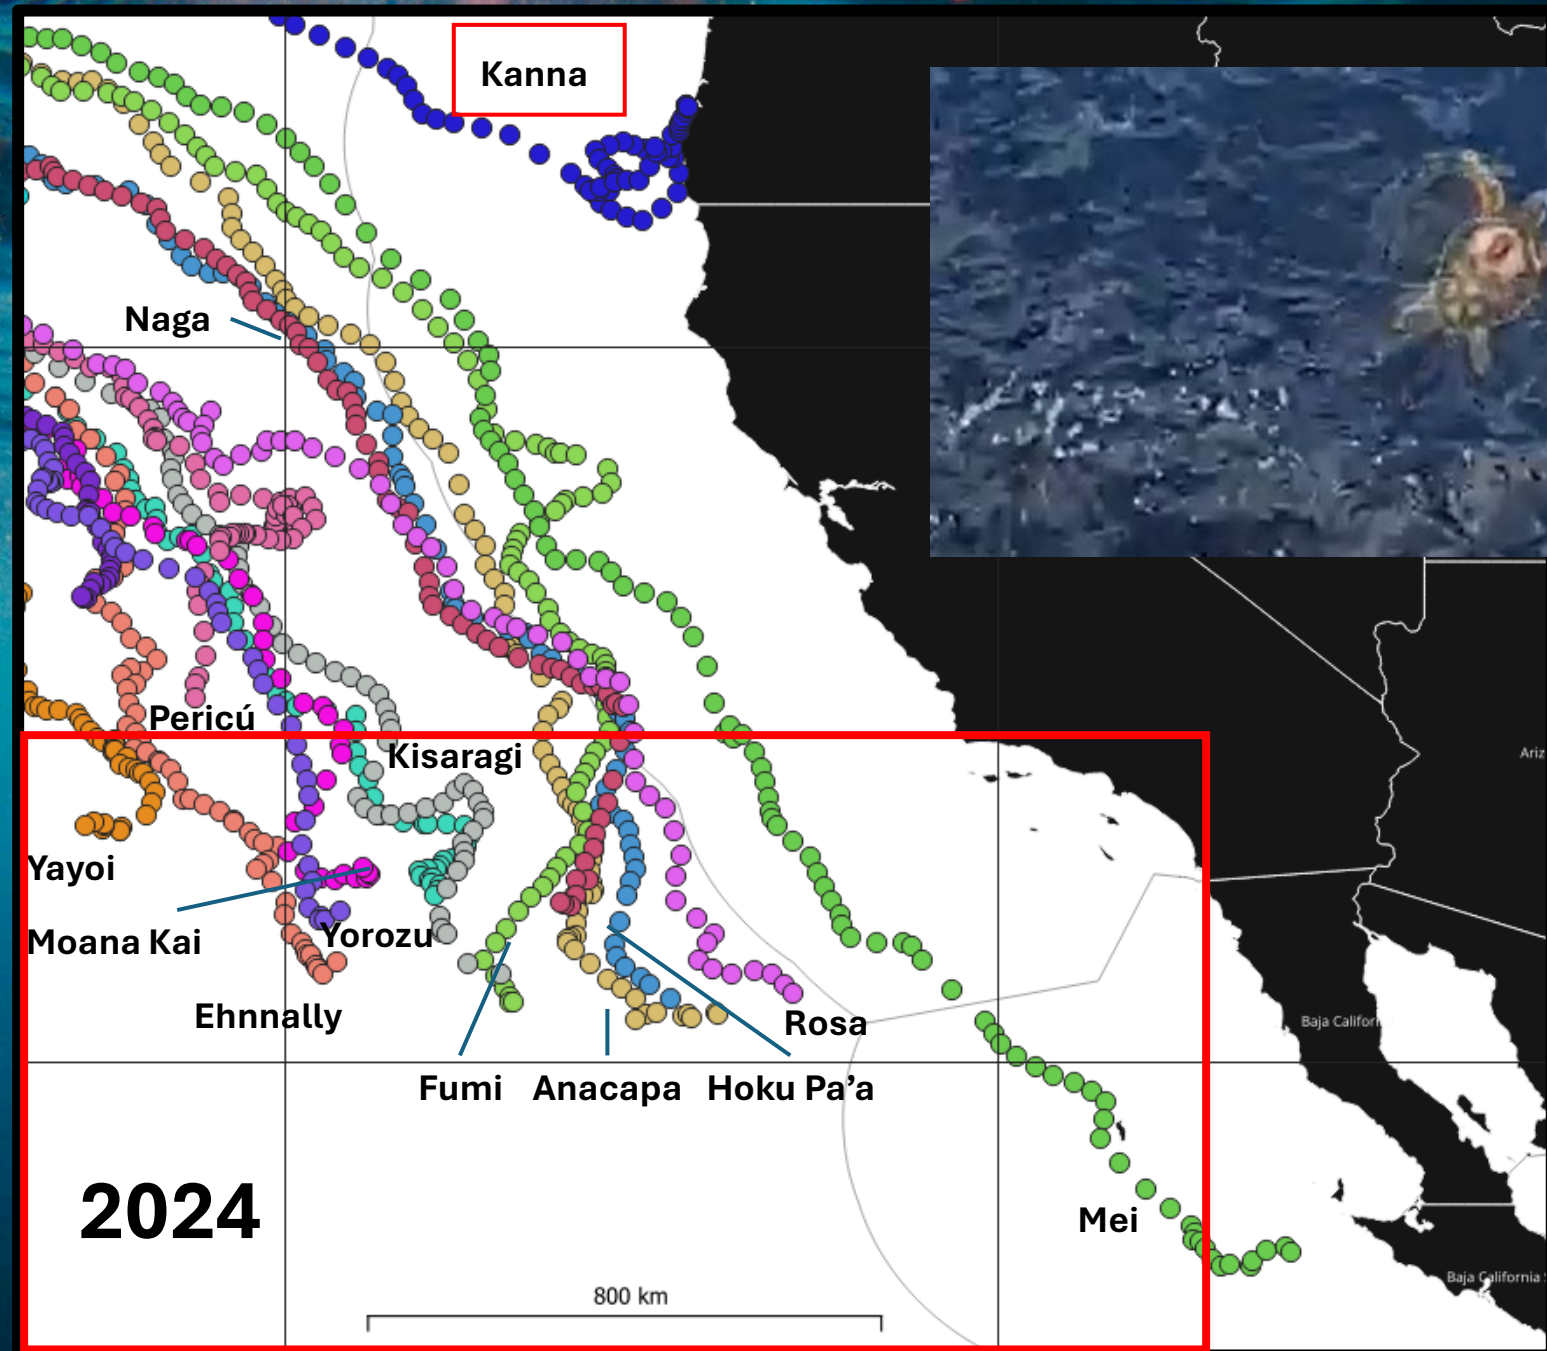 Kanna
Naga
Pericú
Kisaragi
Ariz
Yayoi
Moana Kai
Yorozu
Ehnnally
Rosa
Baja Califor
Fumi
Anacapa
Hoku Pa’a
2024
Mei
800 km
Baja California S